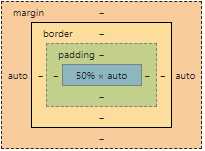 margin –
border –
padding –
auto – – 50% × auto – – auto
–
–
–